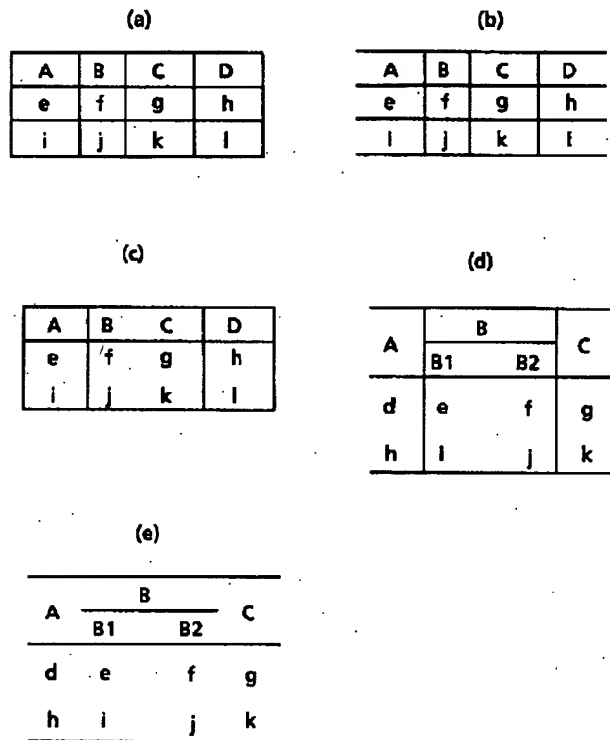 (a)
A B C D
e f g h
i j k l
(b)
A B C D
e f g h
i j k l
(c)
A B C D
e f g h
i j k l
(d)
A B C
B1 B2
d e f g
h i j k
(e)
A B C
B1 B2
d e f g
h i j k